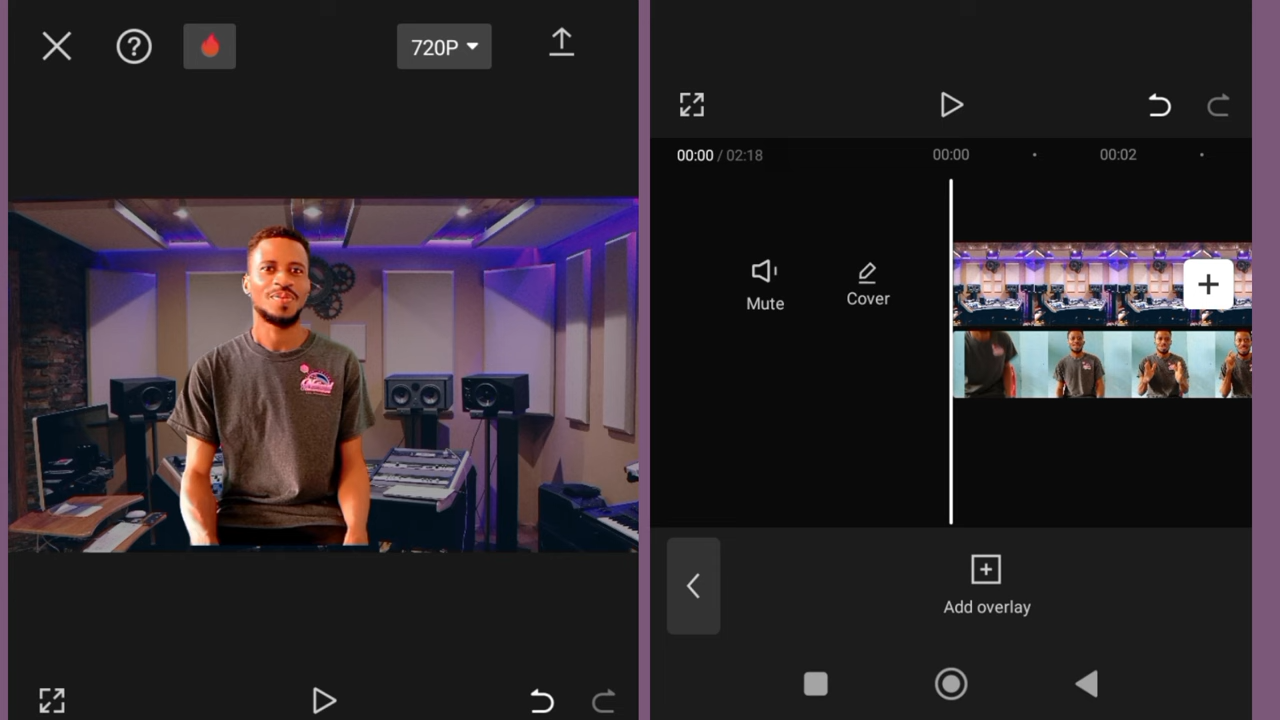 720P
00:00 / 02:18
00:00
00:02
Mute
Cover
Add overlay